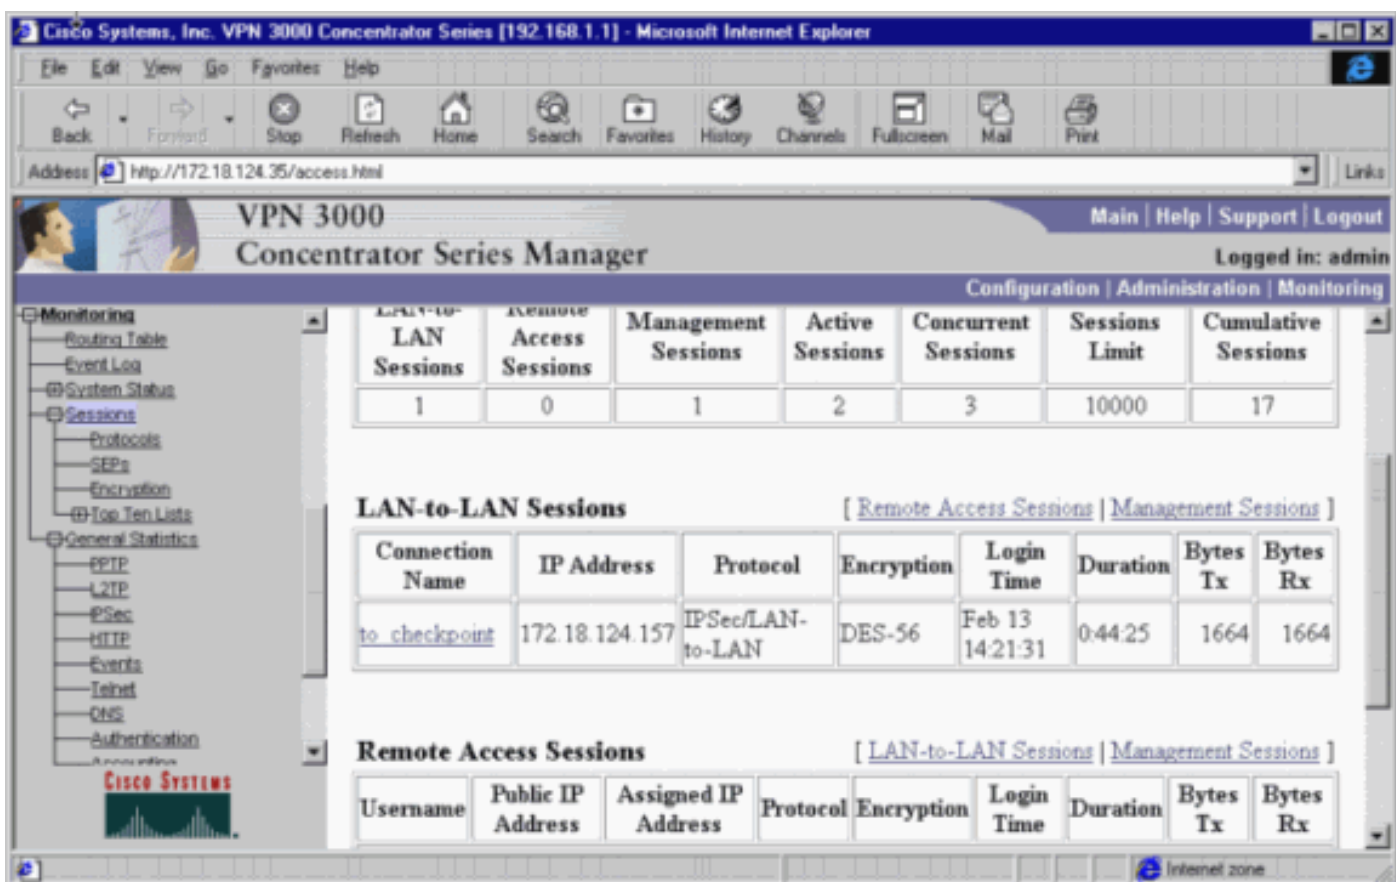 Cisco Systems, Inc. VPN 3000 Concentrator Series [192.168.1.1] - Microsoft Internet Explorer
File Edit View Go Favorites Help
Back Forward Stop Refresh Home Search Favorites History Channels Fullscreen Mail Print
Address http://172.18.124.35/access.html Links
VPN 3000
Concentrator Series Manager
Main | Help | Support | Logout
Logged in: admin
Configuration | Administration | Monitoring
Monitoring
Routing Table
Event Log
System Status
Sessions
Protocols
SEPs
Encryption
Top Ten Lists
General Statistics
PPTP
L2TP
IPSec
HTTP
Events
Telnet
DNS
Authentication
Accounting
CISCO SYSTEMS
LAN-to-LAN Sessions Remote Access Sessions Management Sessions Active Sessions Concurrent Sessions Sessions Limit Cumulative Sessions
1 0 1 2 3 10000 17
LAN-to-LAN Sessions [ Remote Access Sessions | Management Sessions ]
Connection Name IP Address Protocol Encryption Login Time Duration Bytes Tx Bytes Rx
to_checkpoint 172.18.124.157 IPSec/LAN-to-LAN DES-56 Feb 13 14:21:31 0:44:25 1664 1664
Remote Access Sessions [ LAN-to-LAN Sessions | Management Sessions ]
Username Public IP Address Assigned IP Address Protocol Encryption Login Time Duration Bytes Tx Bytes Rx
Internet zone